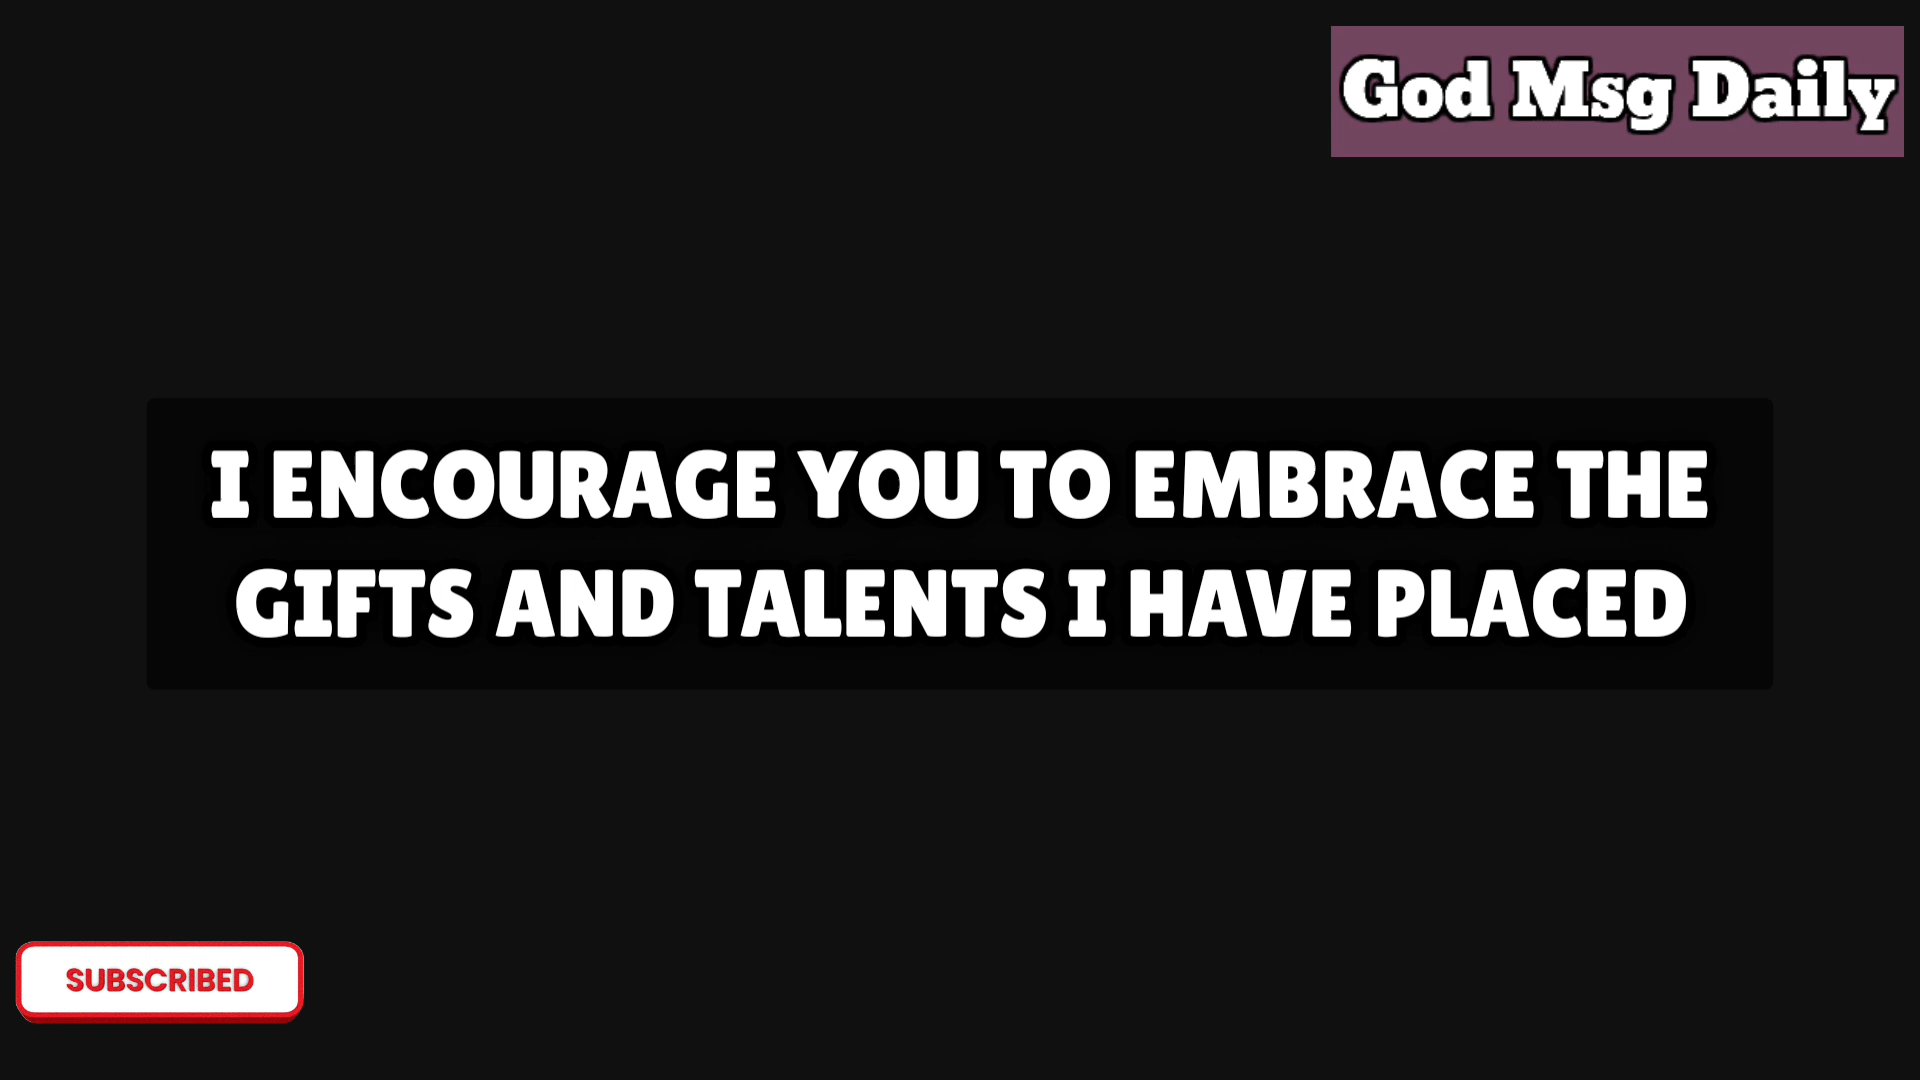 God Msg Daily
I ENCOURAGE YOU TO EMBRACE THE
GIFTS AND TALENTS I HAVE PLACED
SUBSCRIBED